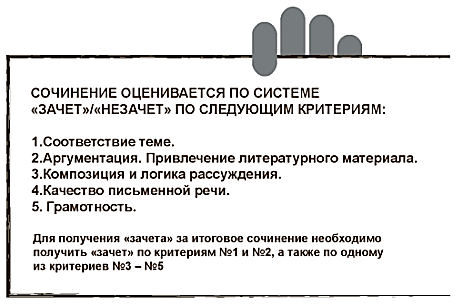 СОЧИНЕНИЕ ОЦЕНИВАЕТСЯ ПО СИСТЕМЕ
«ЗАЧЕТ»/«НЕЗАЧЕТ» ПО СЛЕДУЮЩИМ КРИТЕРИЯМ:
1.Соответствие теме.
2.Аргументация. Привлечение литературного материала.
3.Композиция и логика рассуждения.
4.Качество письменной речи.
5. Грамотность.
Для получения «зачета» за итоговое сочинение необходимо
получить «зачет» по критериям №1 и №2, а также по одному
из критериев №3 – №5